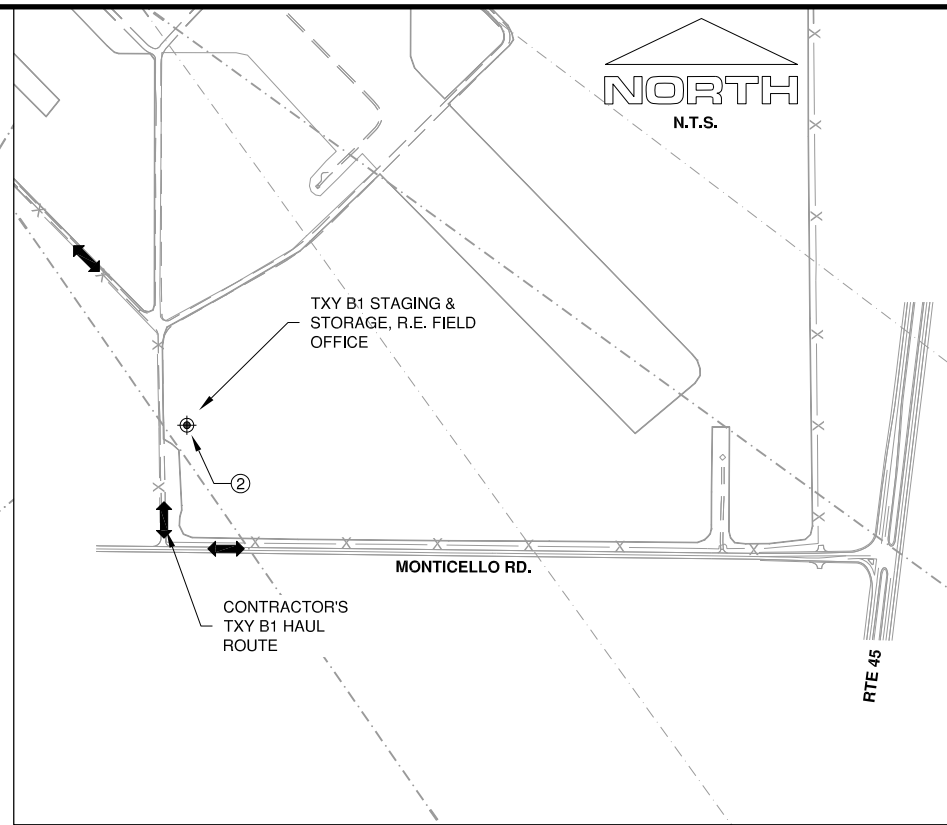 NORTH
N.T.S.
TXY B1 STAGING &
STORAGE, R.E. FIELD
OFFICE
2
MONTICELLO RD.
CONTRACTOR'S
TXY B1 HAUL
ROUTE
RTE 45